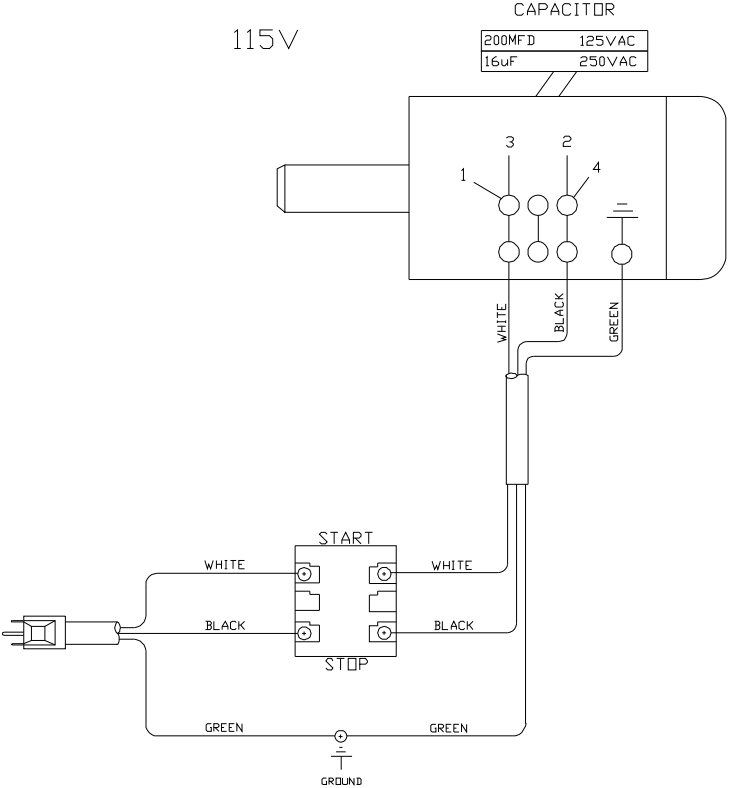 CAPACITOR
115V
200MFD 125VAC
16uF 250VAC
3 2
1 4
WHITE
BLACK
GREEN
START
WHITE
WHITE
BLACK
BLACK
STOP
GREEN
GREEN
GROUND